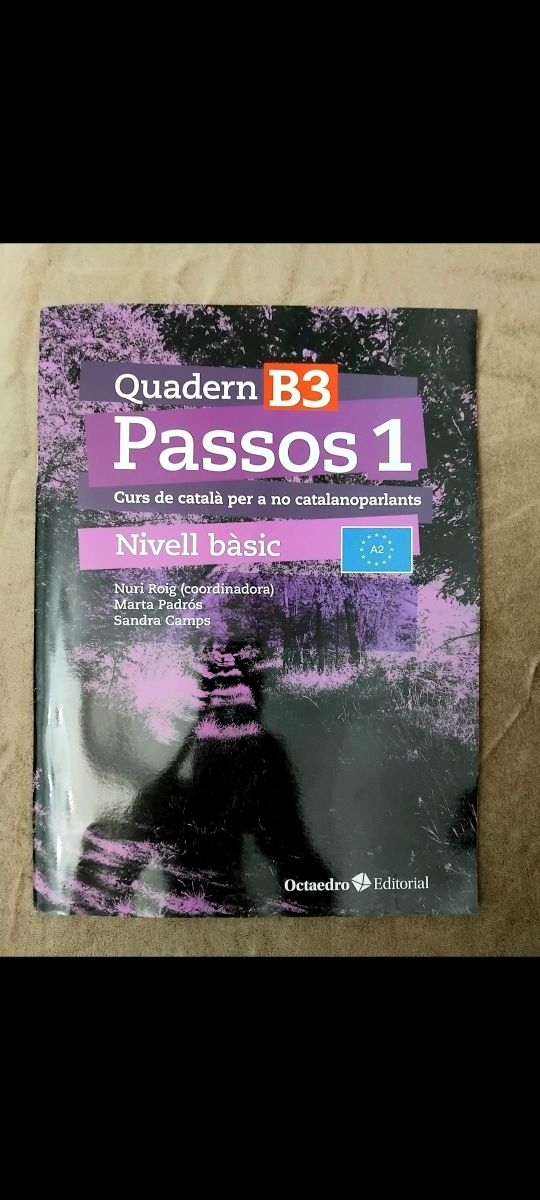 Quadern B3
Passos 1
Curs de català per a no catalanoparlants
Nivell bàsic
A2
Nuri Roig (coordinadora)
Marta Padrós
Sandra Camps
Octaedro Editorial